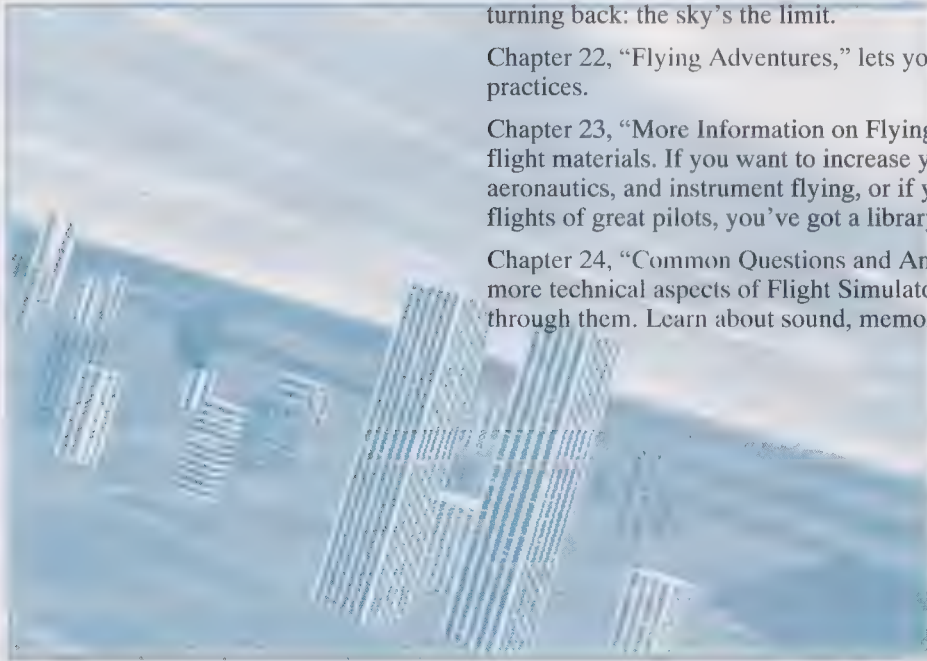 turning back: the sky's the limit.
Chapter 22, “Flying Adventures,” lets yo
practices.
Chapter 23, “More Information on Flying
flight materials. If you want to increase y
aeronautics, and instrument flying, or if y
flights of great pilots, you've got a library
Chapter 24, “Common Questions and An
more technical aspects of Flight Simulato
through them. Learn about sound, memo